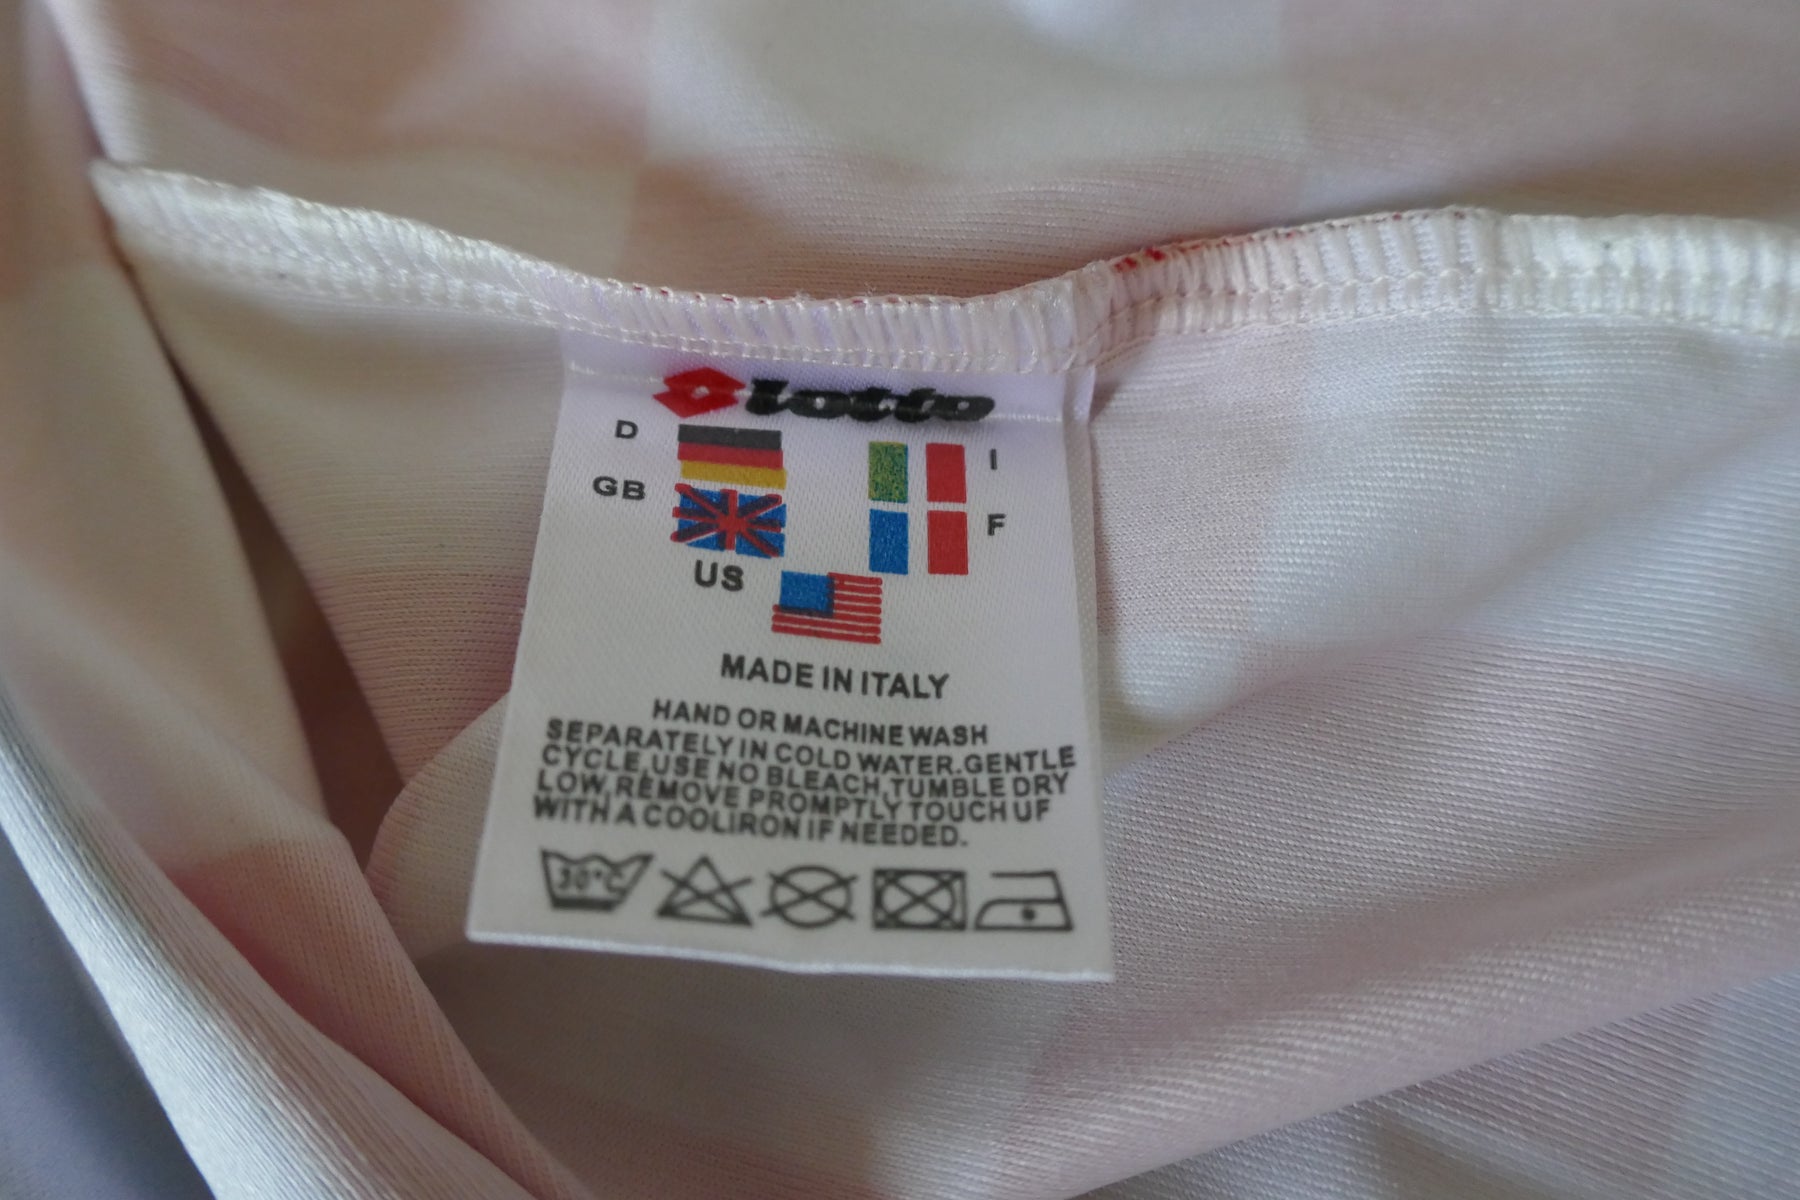 lotto
D
I
GB
F
US
MADE IN ITALY
HAND OR MACHINE WASH
SEPARATELY IN COLD WATER.GENTLE
CYCLE,USE NO BLEACH,TUMBLE DRY
LOW,REMOVE PROMPTLY TOUCH UF
WITH A COOLIRON IF NEEDED.
30°C